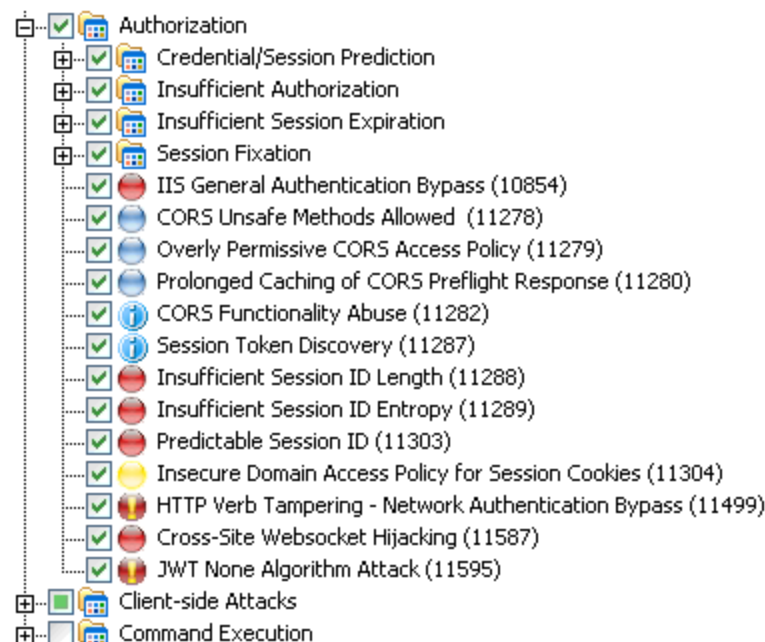 Authorization
Credential/Session Prediction
Insufficient Authorization
Insufficient Session Expiration
Session Fixation
IIS General Authentication Bypass (10854)
CORS Unsafe Methods Allowed (11278)
Overly Permissive CORS Access Policy (11279)
Prolonged Caching of CORS Preflight Response (11280)
CORS Functionality Abuse (11282)
Session Token Discovery (11287)
Insufficient Session ID Length (11288)
Insufficient Session ID Entropy (11289)
Predictable Session ID (11303)
Insecure Domain Access Policy for Session Cookies (11304)
HTTP Verb Tampering - Network Authentication Bypass (11499)
Cross-Site Websocket Hijacking (11587)
JWT None Algorithm Attack (11595)
Client-side Attacks
Command Execution